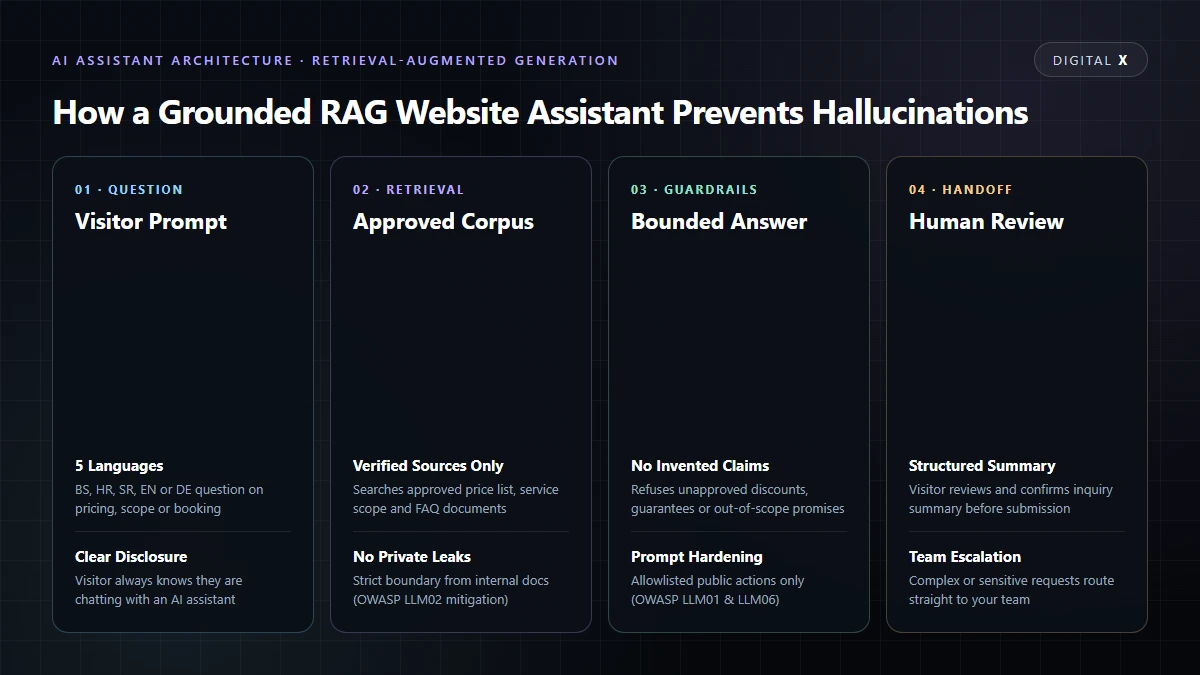 AI ASSISTANT ARCHITECTURE · RETRIEVAL-AUGMENTED GENERATION
DIGITAL X
How a Grounded RAG Website Assistant Prevents Hallucinations
01 · QUESTION
Visitor Prompt
5 Languages
BS, HR, SR, EN or DE question on
pricing, scope or booking
Clear Disclosure
Visitor always knows they are
chatting with an AI assistant
02 · RETRIEVAL
Approved Corpus
Verified Sources Only
Searches approved price list, service
scope and FAQ documents
No Private Leaks
Strict boundary from internal docs
(OWASP LLM02 mitigation)
03 · GUARDRAILS
Bounded Answer
No Invented Claims
Refuses unapproved discounts,
guarantees or out-of-scope promises
Prompt Hardening
Allowlisted public actions only
(OWASP LLM01 & LLM06)
04 · HANDOFF
Human Review
Structured Summary
Visitor reviews and confirms inquiry
summary before submission
Team Escalation
Complex or sensitive requests route
straight to your team